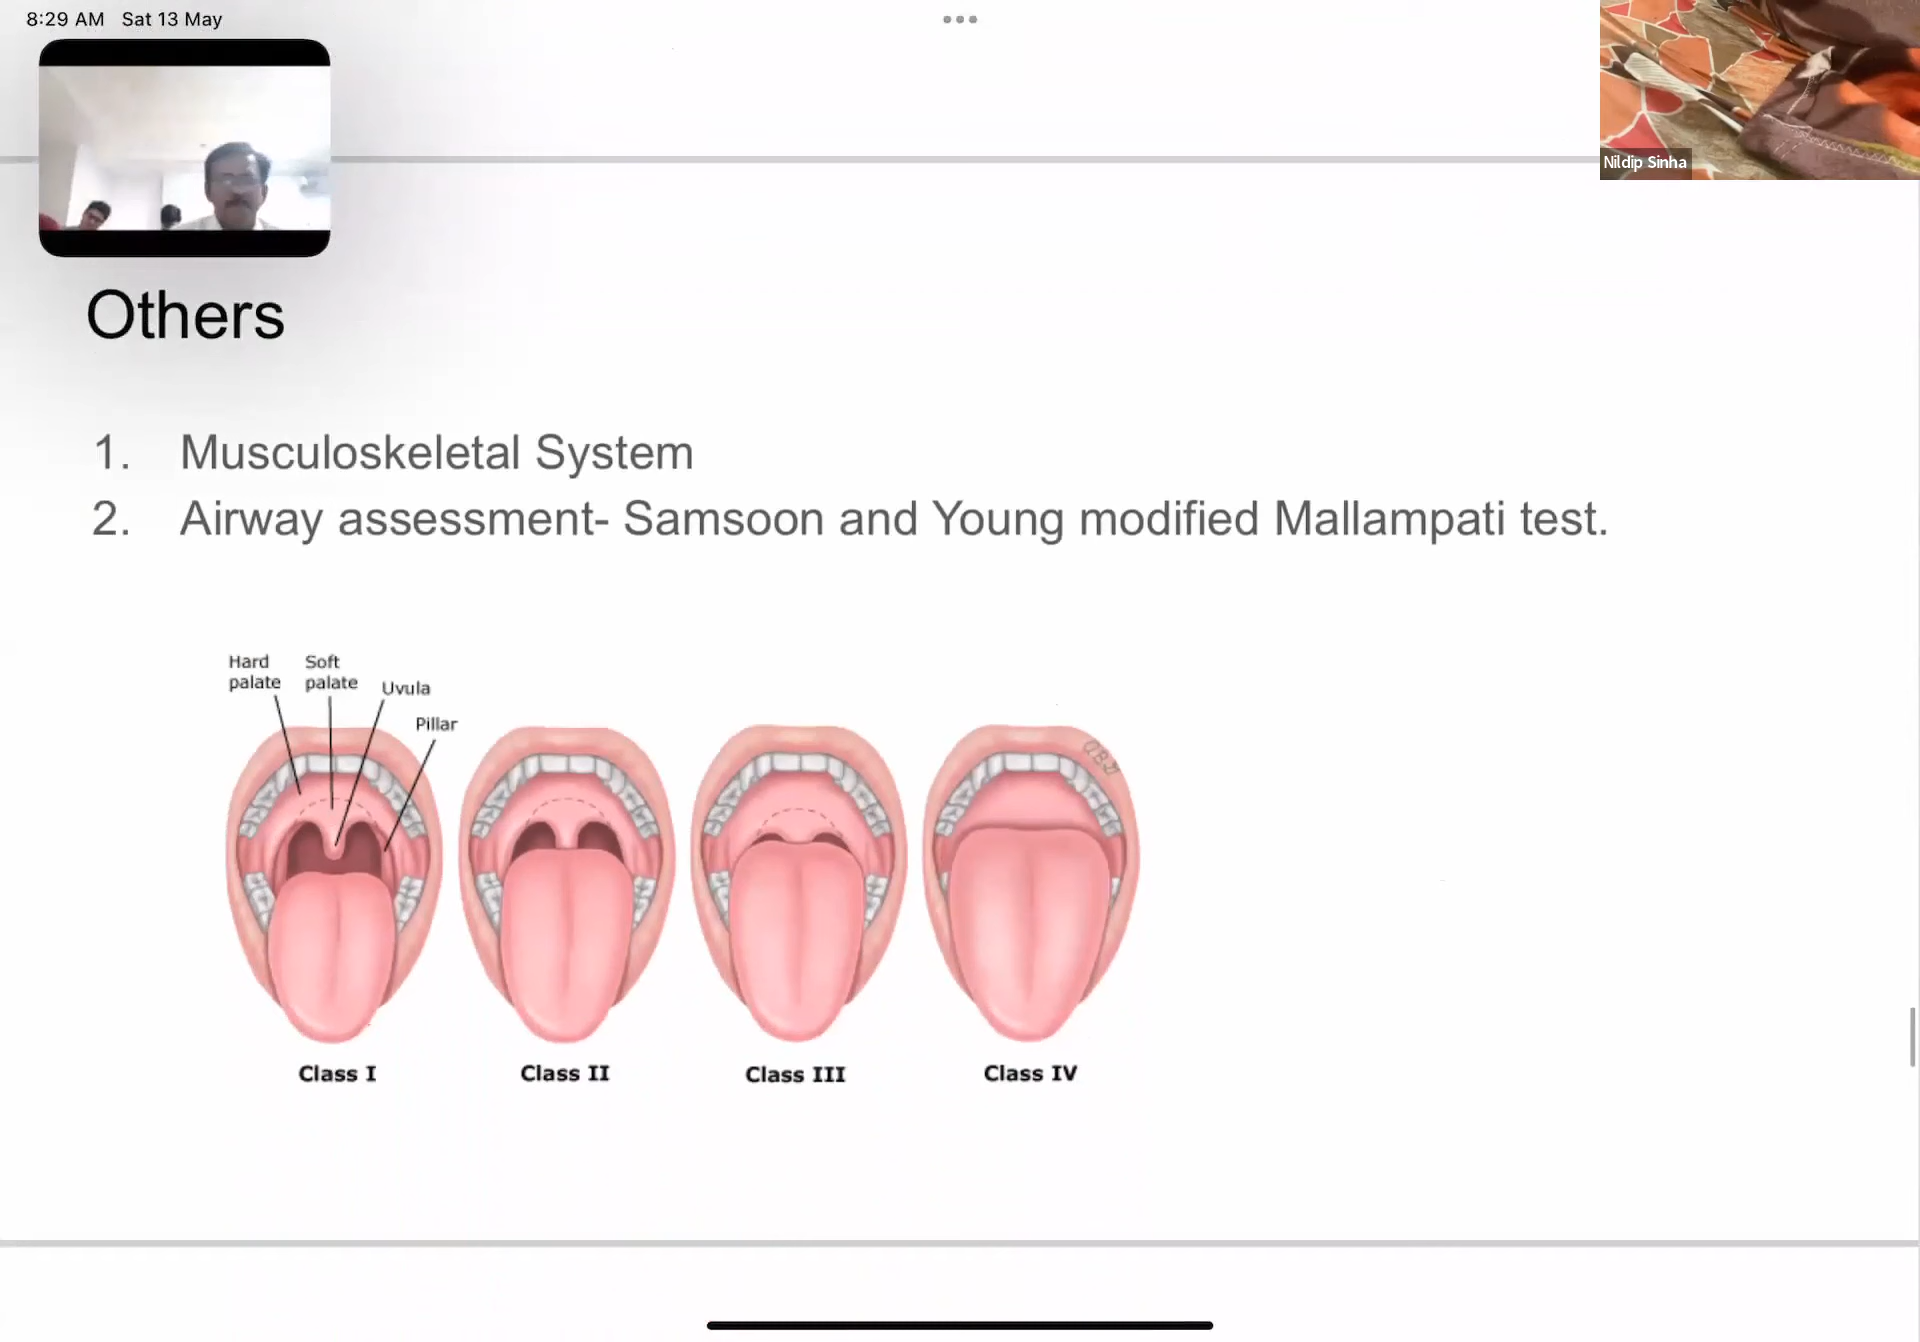 8:29 AM Sat 13 May
Nildip Sinha
Others
1. Musculoskeletal System
2. Airway assessment- Samsoon and Young modified Mallampati test.
Hard palate
Soft palate
Uvula
Pillar
Class I
Class II
Class III
Class IV